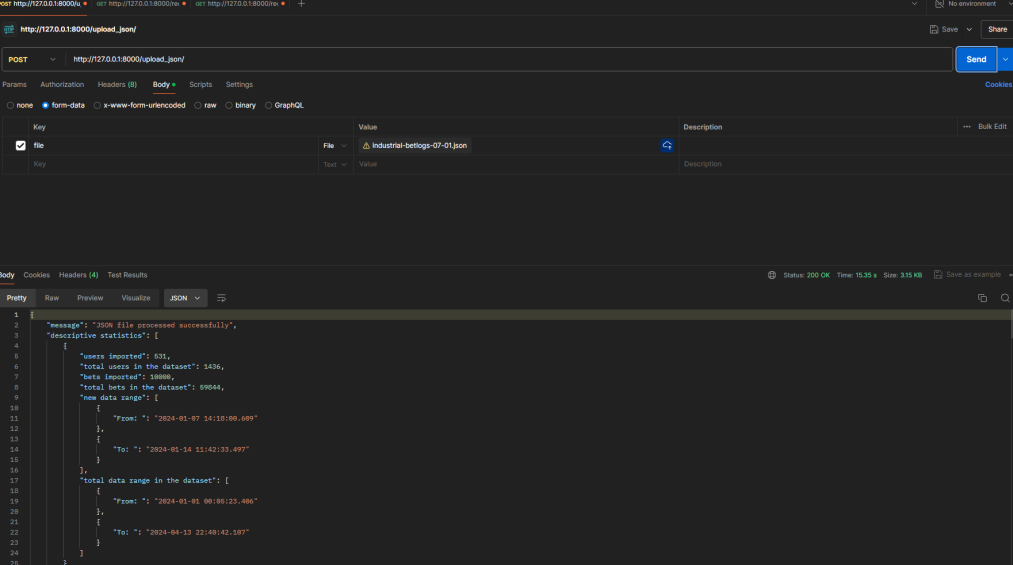 POST http://127.0.0.1:8000/u GET http://127.0.0.1:8000/re GET http://127.0.0.1:8000/re + No environment
http://127.0.0.1:8000/upload_json/ Save Share
POST http://127.0.0.1:8000/upload_json/ Send
Params Authorization Headers (8) Body Scripts Settings Cookies
none form-data x-www-form-urlencoded raw binary GraphQL
Key Value Description ••• Bulk Edit
file File industrial-betlogs-07-01.json
Key Text Value Description
Body Cookies Headers (4) Test Results Status: 200 OK Time: 15.35 s Size: 3.15 KB Save as example
Pretty Raw Preview Visualize JSON
1 {
2 "message": "JSON file processed successfully",
3 "descriptive statistics": [
4 {
5 "users imported": 531,
6 "total users in the dataset": 1436,
7 "bets imported": 10000,
8 "total bets in the dataset": 59844,
9 "new data range": [
10 {
11 "From: ": "2024-01-07 14:18:00.609"
12 },
13 {
14 "To: ": "2024-01-14 11:42:33.497"
15 }
16 ],
17 "total data range in the dataset": [
18 {
19 "From: ": "2024-01-01 00:05:23.406"
20 },
21 {
22 "To: ": "2024-04-13 22:40:42.107"
23 }
24 ]
25 }